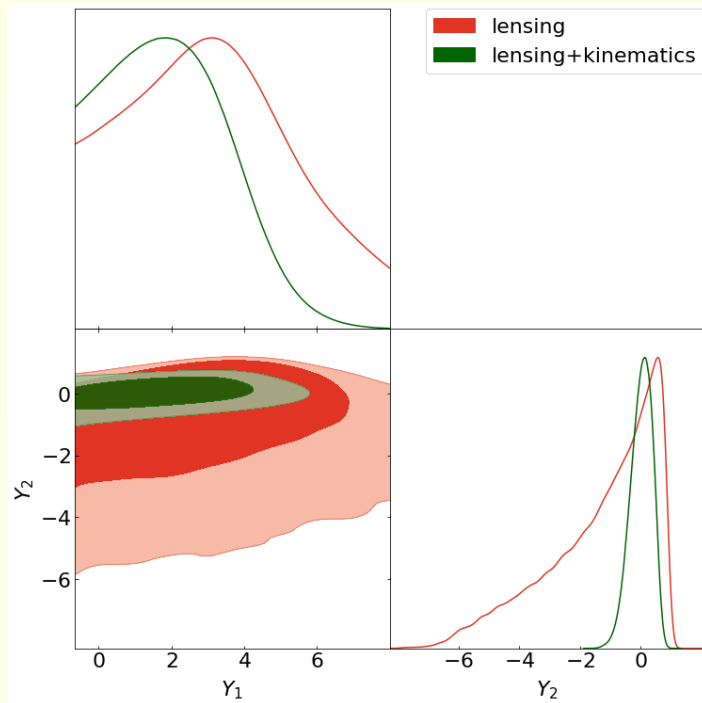 lensing
lensing+kinematics
0
−2
−4
−6
Y₂
0 2 4 6
Y₁
−6 −4 −2 0
Y₂